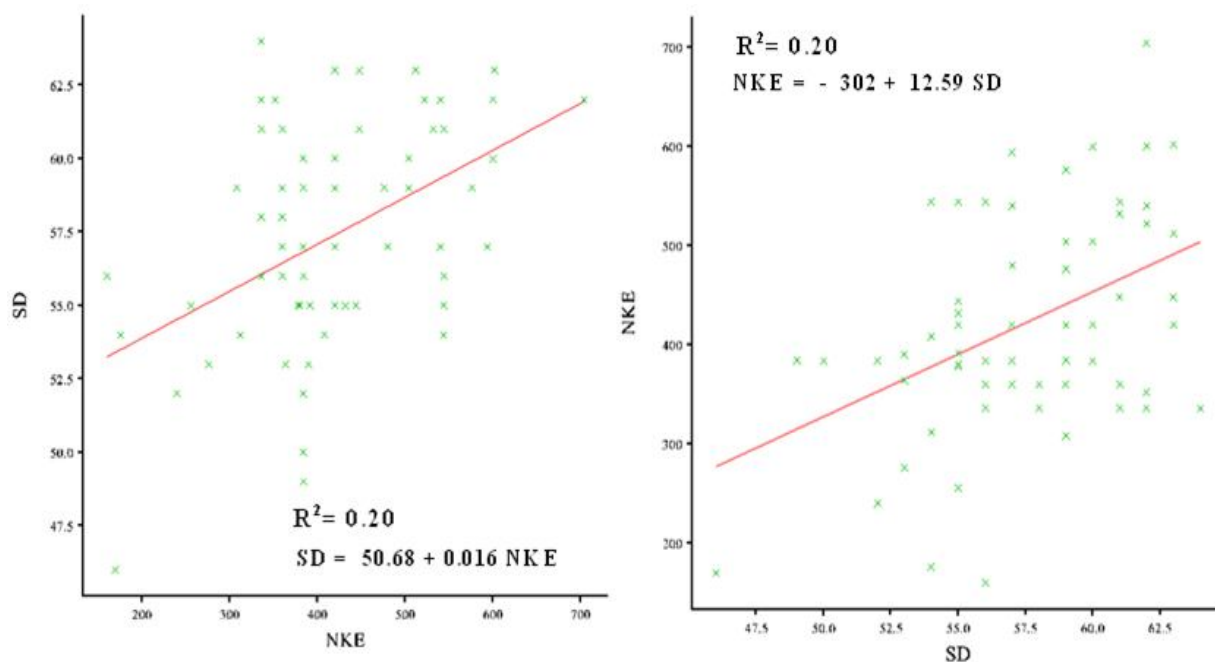 SD
62.5
60.0
57.5
55.0
52.5
50.0
47.5
R²= 0.20
SD = 50.68 + 0.016 NKE
200 300 400 500 600 700
NKE
R²= 0.20
NKE = - 302 + 12.59 SD
NKE
700
600
500
400
300
200
47.5 50.0 52.5 55.0 57.5 60.0 62.5
SD